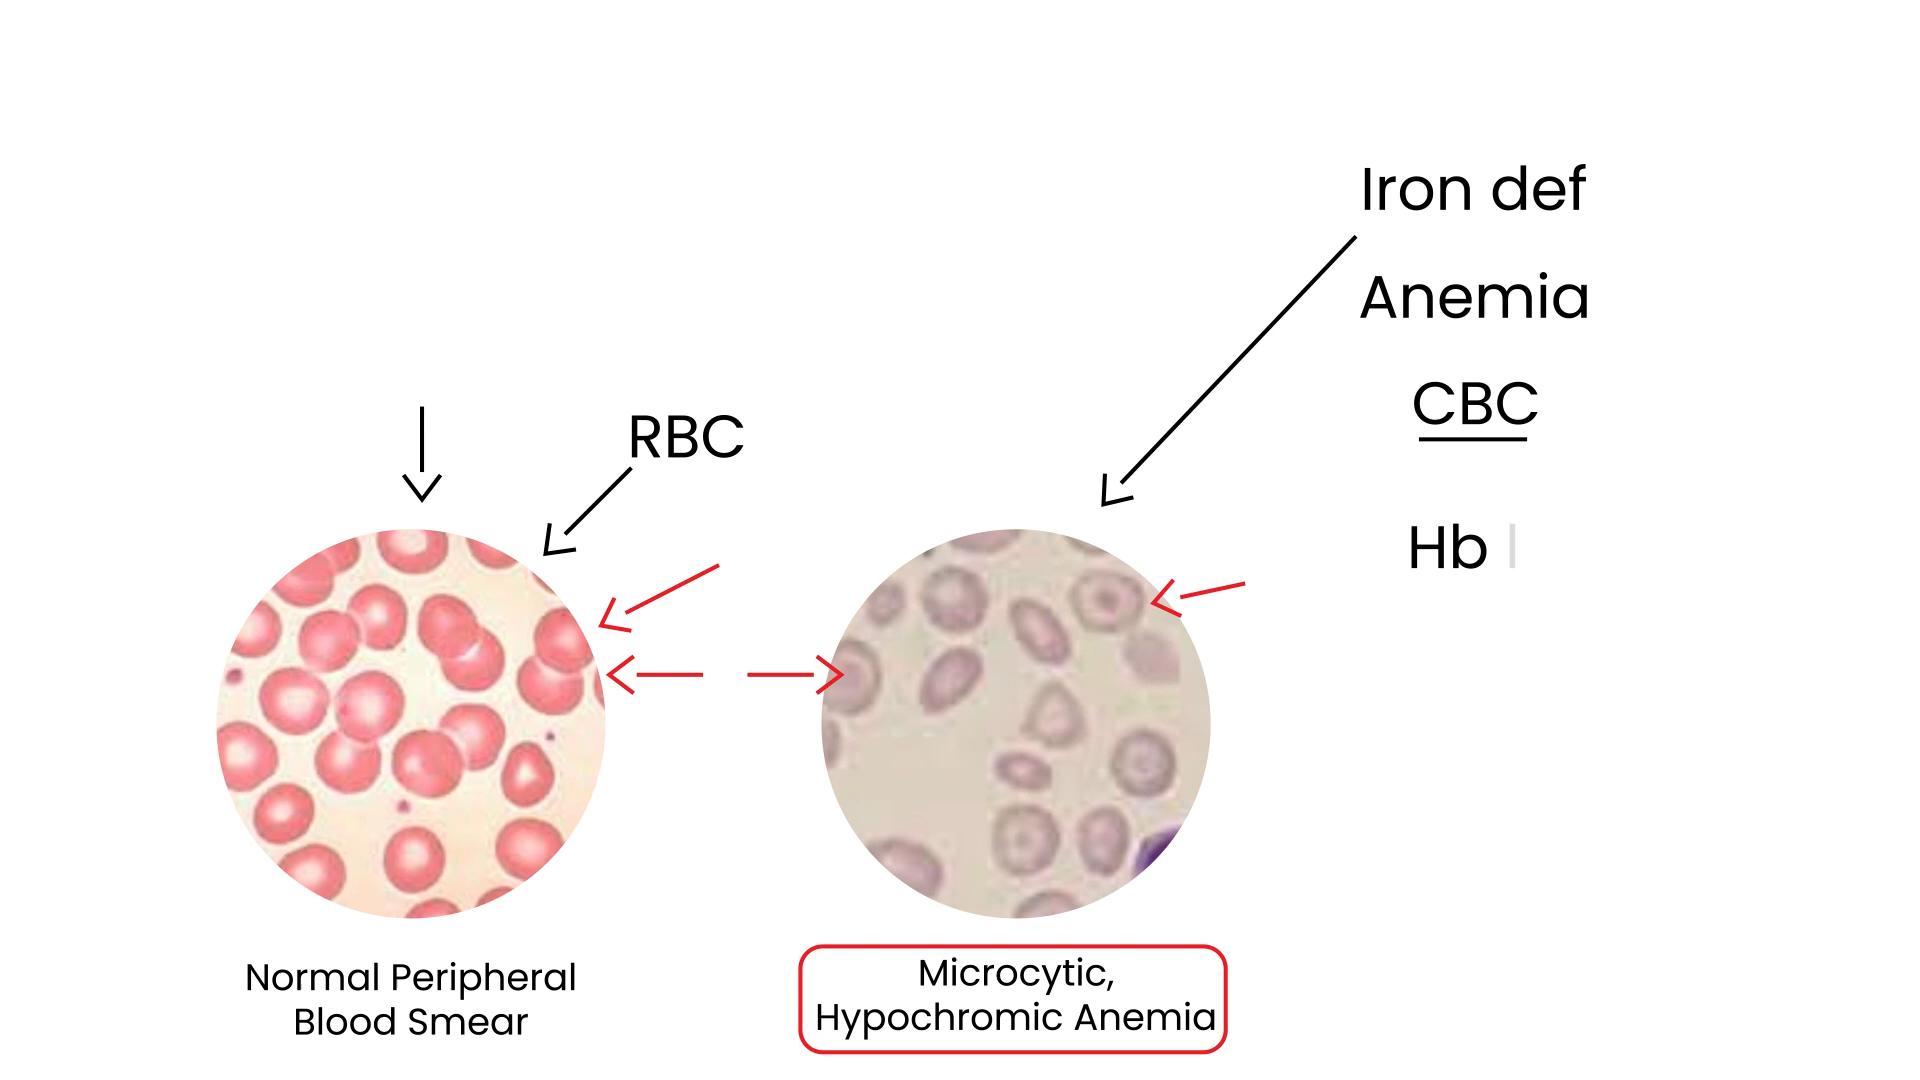 Iron def
Anemia
CBC
RBC
Hb
Normal Peripheral
Blood Smear
Microcytic,
Hypochromic Anemia